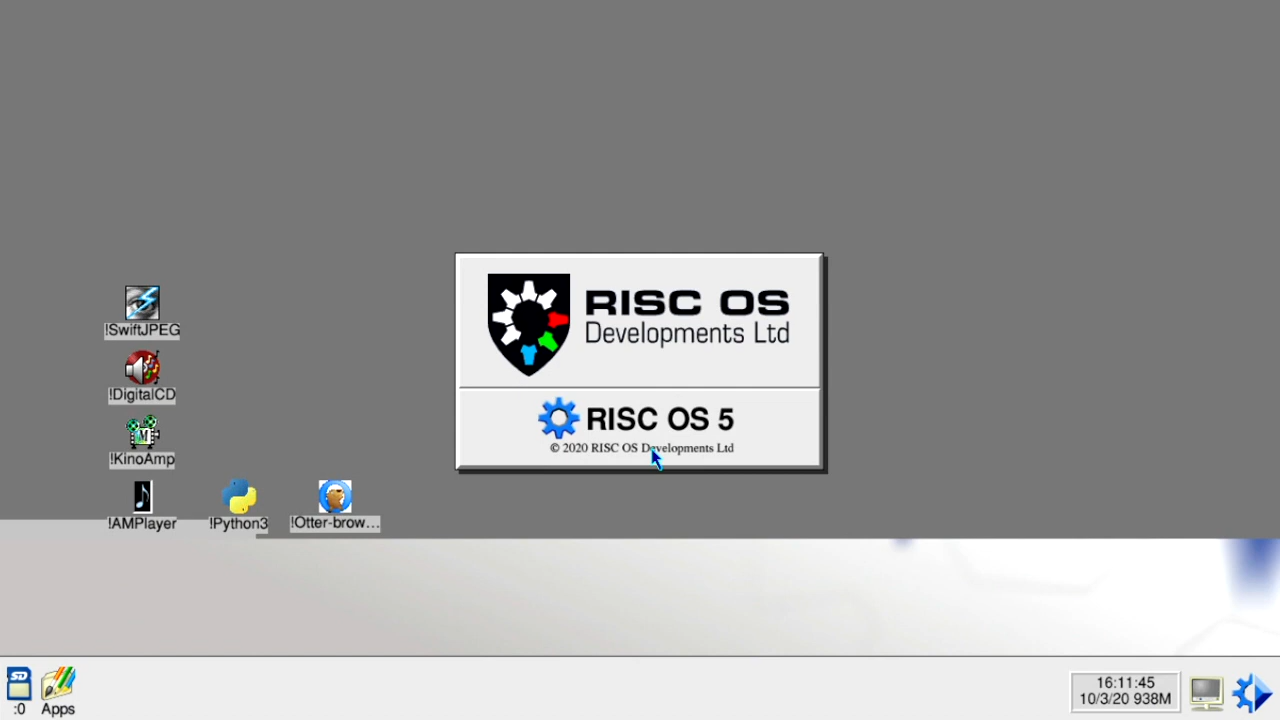 RISC OS
Developments Ltd
RISC OS 5
© 2020 RISC OS Developments Ltd
!SwiftJPEG
!DigitalCD
!KinoAmp
!AMPlayer
!Python3
!Otter-brow...
SD
:0
Apps
16:11:45
10/3/20 938M